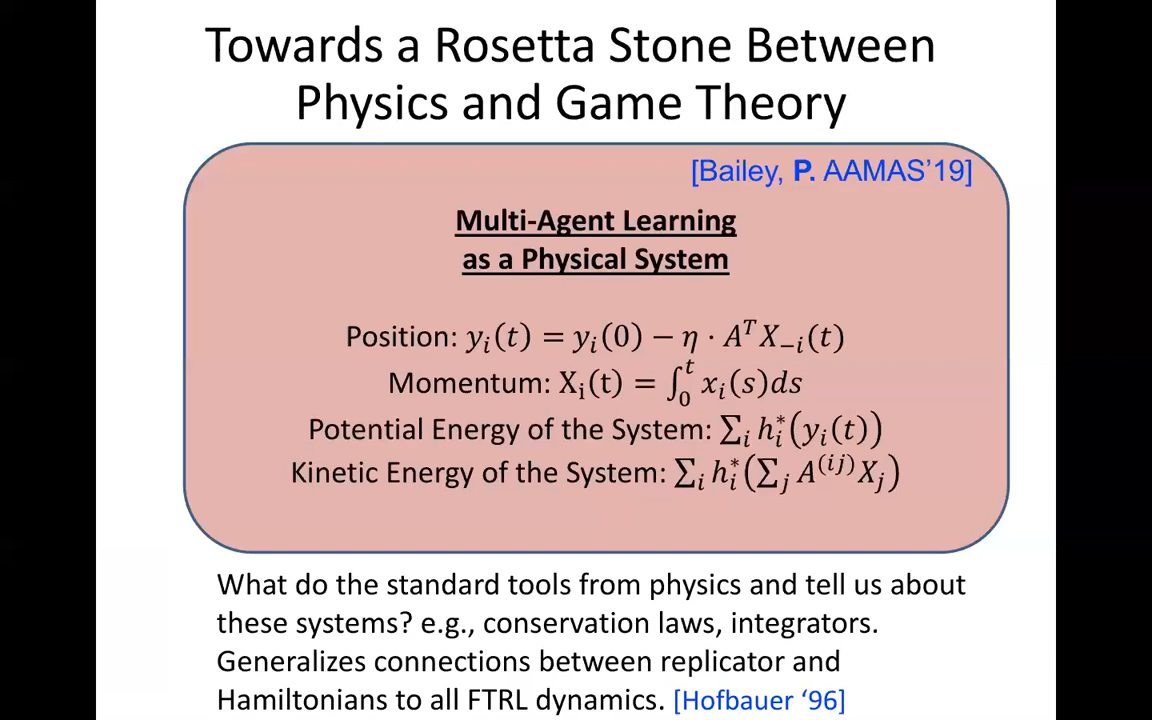 Towards a Rosetta Stone Between
Physics and Game Theory
[Bailey, P. AAMAS’19]
Multi-Agent Learning
as a Physical System
Position: yᵢ(t) = yᵢ(0) − η · AᵀX₋ᵢ(t)
Momentum: Xᵢ(t) = ∫₀ᵗ xᵢ(s)ds
Potential Energy of the System: ∑ᵢ hᵢ*(yᵢ(t))
Kinetic Energy of the System: ∑ᵢ hᵢ*(∑ⱼ A⁽ⁱʲ⁾Xⱼ)
What do the standard tools from physics and tell us about
these systems? e.g., conservation laws, integrators.
Generalizes connections between replicator and
Hamiltonians to all FTRL dynamics. [Hofbauer ‘96]